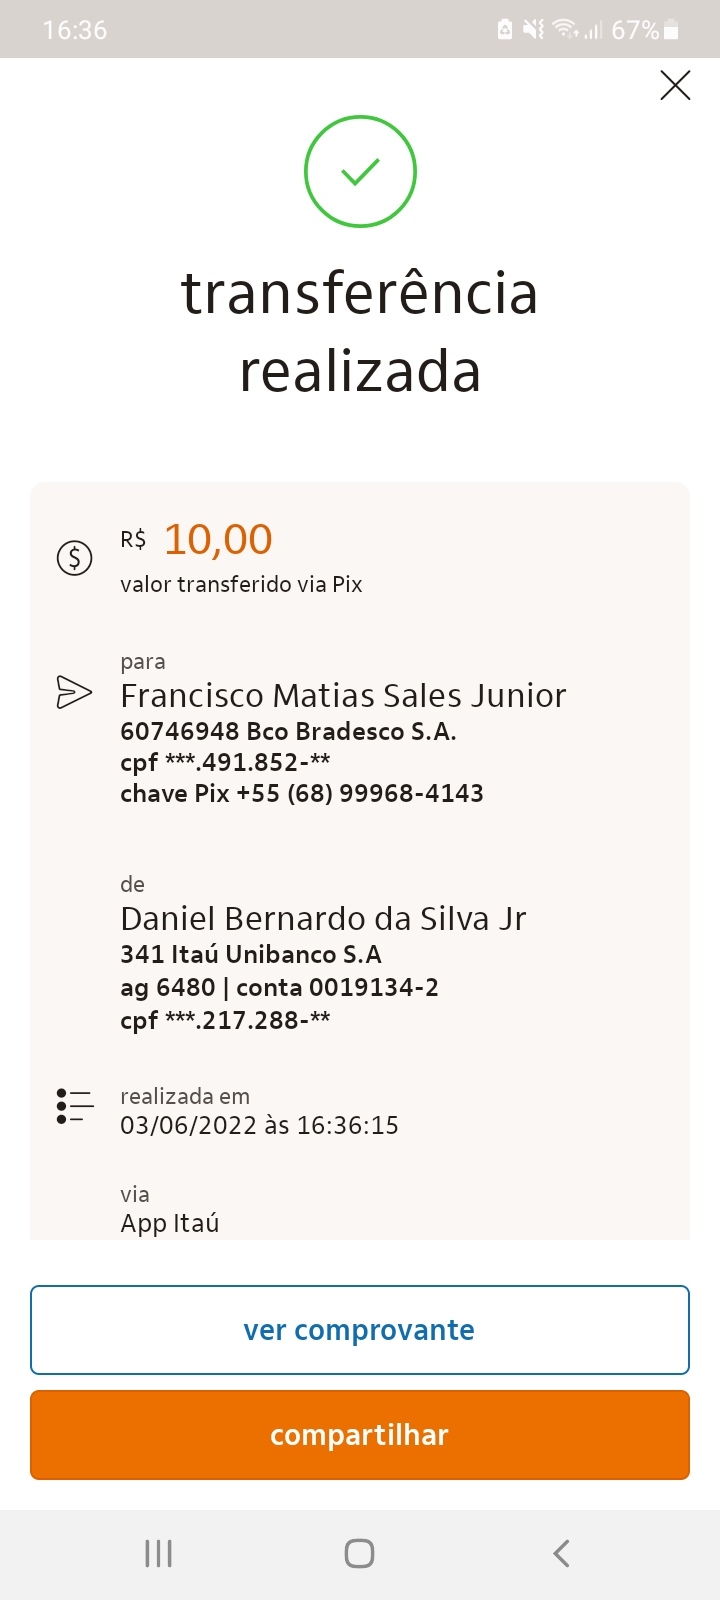 16:36
67%
transferência
realizada
R$ 10,00
valor transferido via Pix
para
Francisco Matias Sales Junior
60746948 Bco Bradesco S.A.
cpf ***.491.852-**
chave Pix +55 (68) 99968-4143
de
Daniel Bernardo da Silva Jr
341 Itaú Unibanco S.A
ag 6480 | conta 0019134-2
cpf ***.217.288-**
realizada em
03/06/2022 às 16:36:15
via
App Itaú
ver comprovante
compartilhar